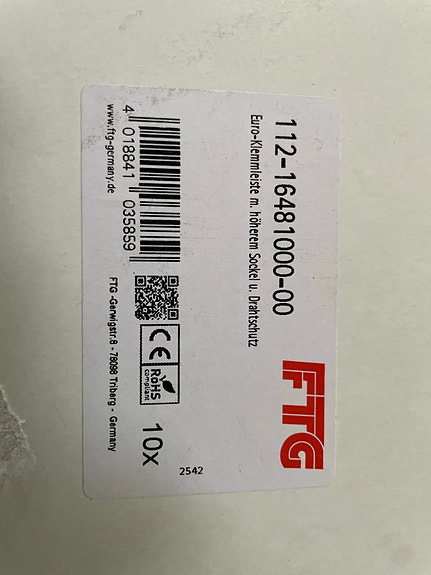 112-16481000-00
Euro-Klemmleiste m. höherem Sockel u. Drahtschutz
FTG
4 018841 035859
www.ftg-germany.de
CE
RoHS
compliant
10x
FTG -Gerwigstr.8 - 78098 Triberg - Germany
2542